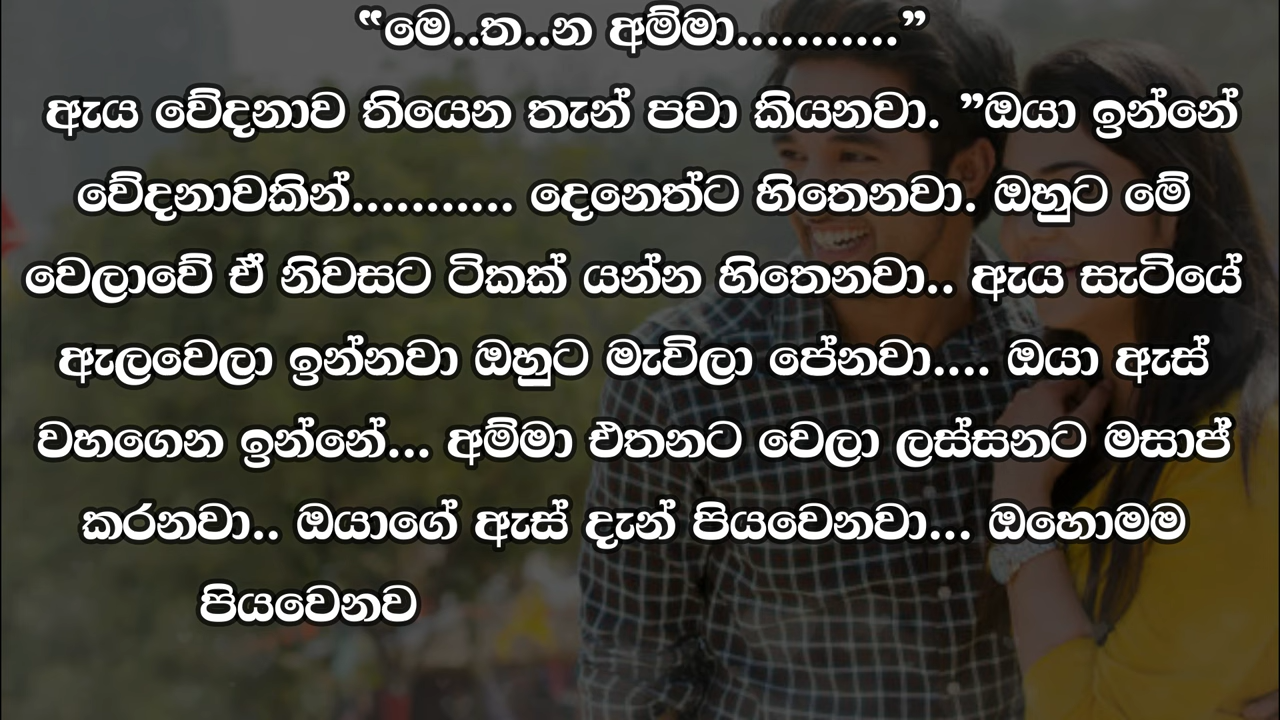 “මෙ..ත..න අම්මා...........”
ඇය වේදනාව තියෙන තැන් පවා කියනවා. ”ඔයා ඉන්නේ
වේදනාවකින්........... දෙනෙත්ට හිතෙනවා. ඔහුට මේ
වෙලාවේ ඒ නිවසට ටිකක් යන්න හිතෙනවා.. ඇය සැටියේ
ඇලවෙලා ඉන්නවා ඔහුට මැවිලා පේනවා.... ඔයා ඇස්
වහගෙන ඉන්නේ... අම්මා එතනට වෙලා ලස්සනට මසාප්
කරනවා.. ඔයාගේ ඇස් දැන් පියවෙනවා... ඔහොමම
පියවෙනව